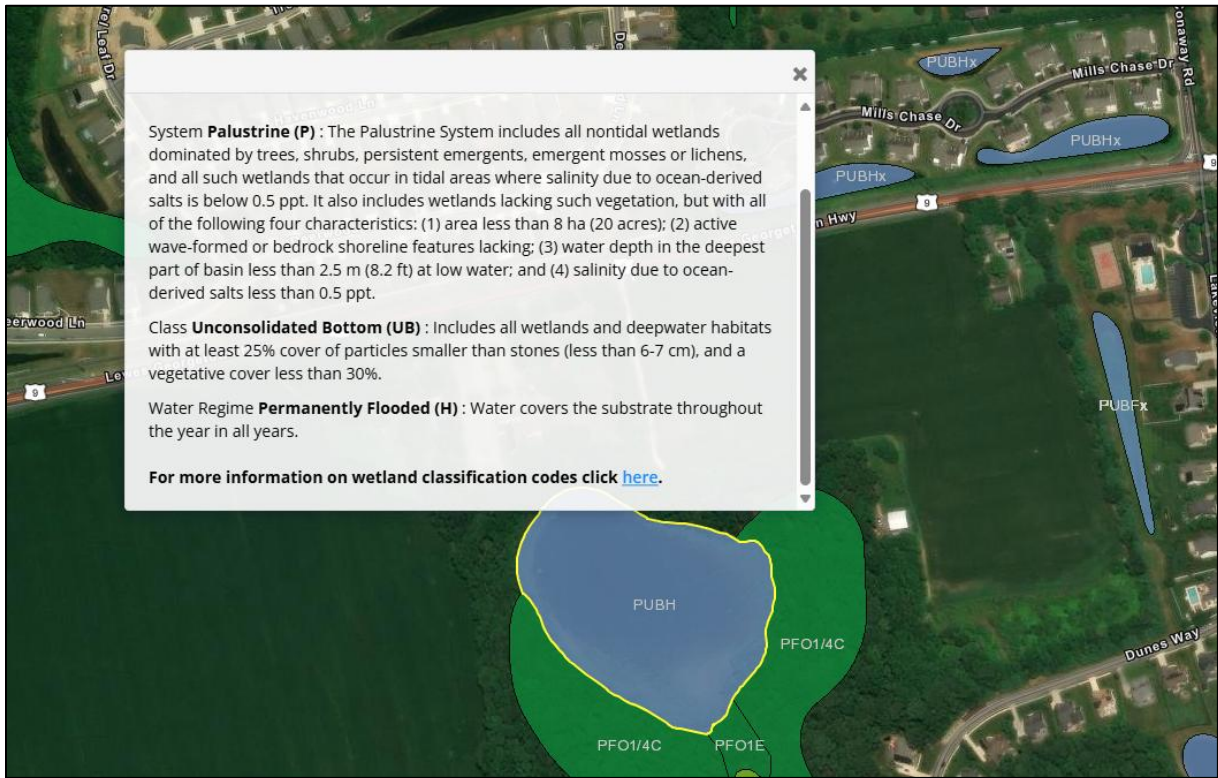 System Palustrine (P) : The Palustrine System includes all nontidal wetlands
dominated by trees, shrubs, persistent emergents, emergent mosses or lichens,
and all such wetlands that occur in tidal areas where salinity due to ocean-derived
salts is below 0.5 ppt. It also includes wetlands lacking such vegetation, but with all
of the following four characteristics: (1) area less than 8 ha (20 acres); (2) active
wave-formed or bedrock shoreline features lacking; (3) water depth in the deepest
part of basin less than 2.5 m (8.2 ft) at low water; and (4) salinity due to ocean-
derived salts less than 0.5 ppt.
Class Unconsolidated Bottom (UB) : Includes all wetlands and deepwater habitats
with at least 25% cover of particles smaller than stones (less than 6-7 cm), and a
vegetative cover less than 30%.
Water Regime Permanently Flooded (H) : Water covers the substrate throughout
the year in all years.
For more information on wetland classification codes click here.
Leaf Dr
PUBHx
Mills Chase Dr
onaway Rd
Mills Chase Dr
PUBHx
PUBHx
9
9
Hwy
erwood Ln
9
PUBFx
PUBH
PFO1/4C
Dunes Way
PFO1/4C
PFO1E